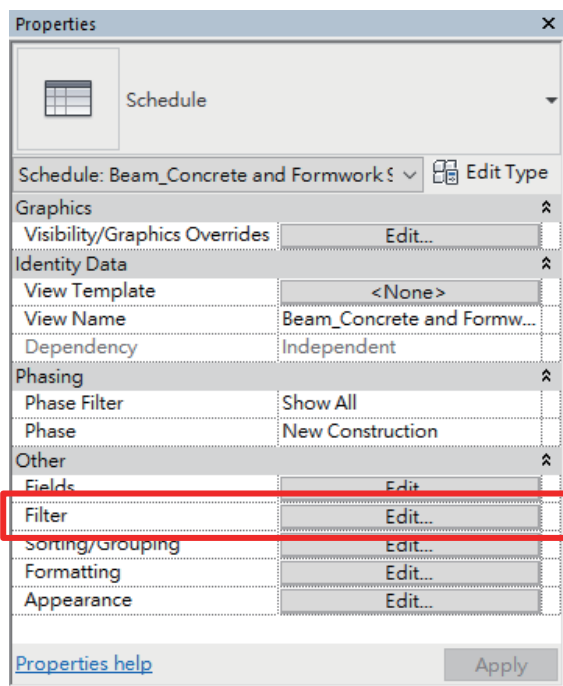 Properties
Schedule
Schedule: Beam_Concrete and Formwork S Edit Type
Graphics
Visibility/Graphics Overrides Edit...
Identity Data
View Template <None>
View Name Beam_Concrete and Formw...
Dependency Independent
Phasing
Phase Filter Show All
Phase New Construction
Other
Fields Edit...
Filter Edit...
Sorting/Grouping Edit...
Formatting Edit...
Appearance Edit...
Properties help Apply